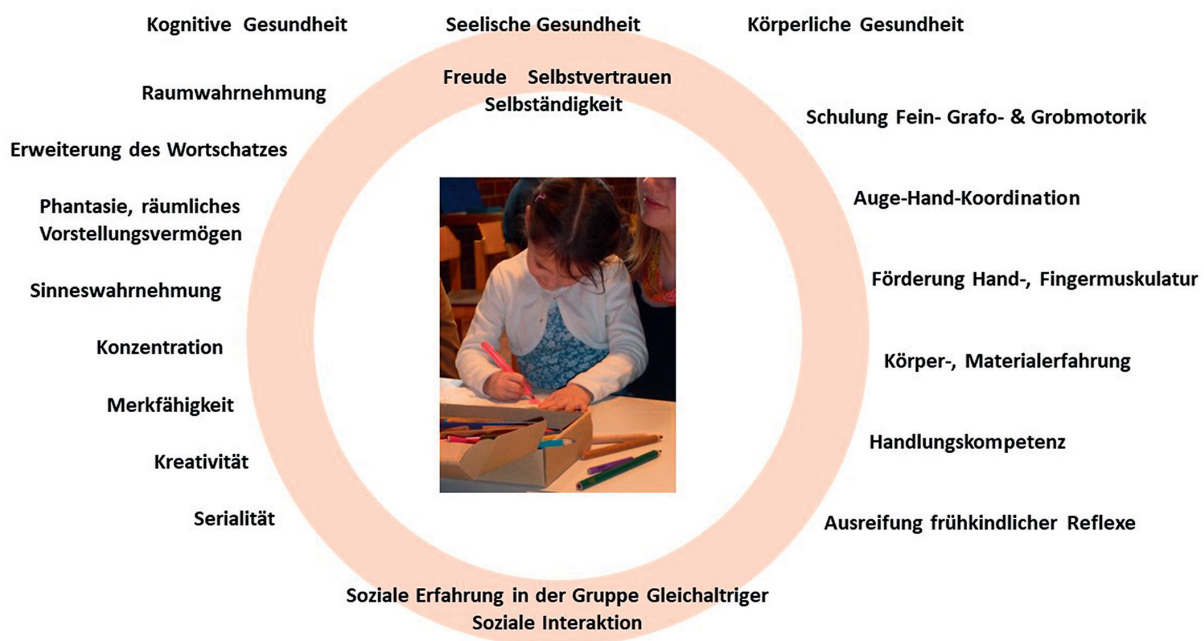 Kognitive Gesundheit
Seelische Gesundheit
Körperliche Gesundheit
Freude Selbstvertrauen
Selbständigkeit
Raumwahrnehmung
Erweiterung des Wortschatzes
Phantasie, räumliches
Vorstellungsvermögen
Sinneswahrnehmung
Konzentration
Merkfähigkeit
Kreativität
Serialität
Schulung Fein- Grafo- & Grobmotorik
Auge-Hand-Koordination
Förderung Hand-, Fingermuskulatur
Körper-, Materialerfahrung
Handlungskompetenz
Ausreifung frühkindlicher Reflexe
Soziale Erfahrung in der Gruppe Gleichaltriger
Soziale Interaktion